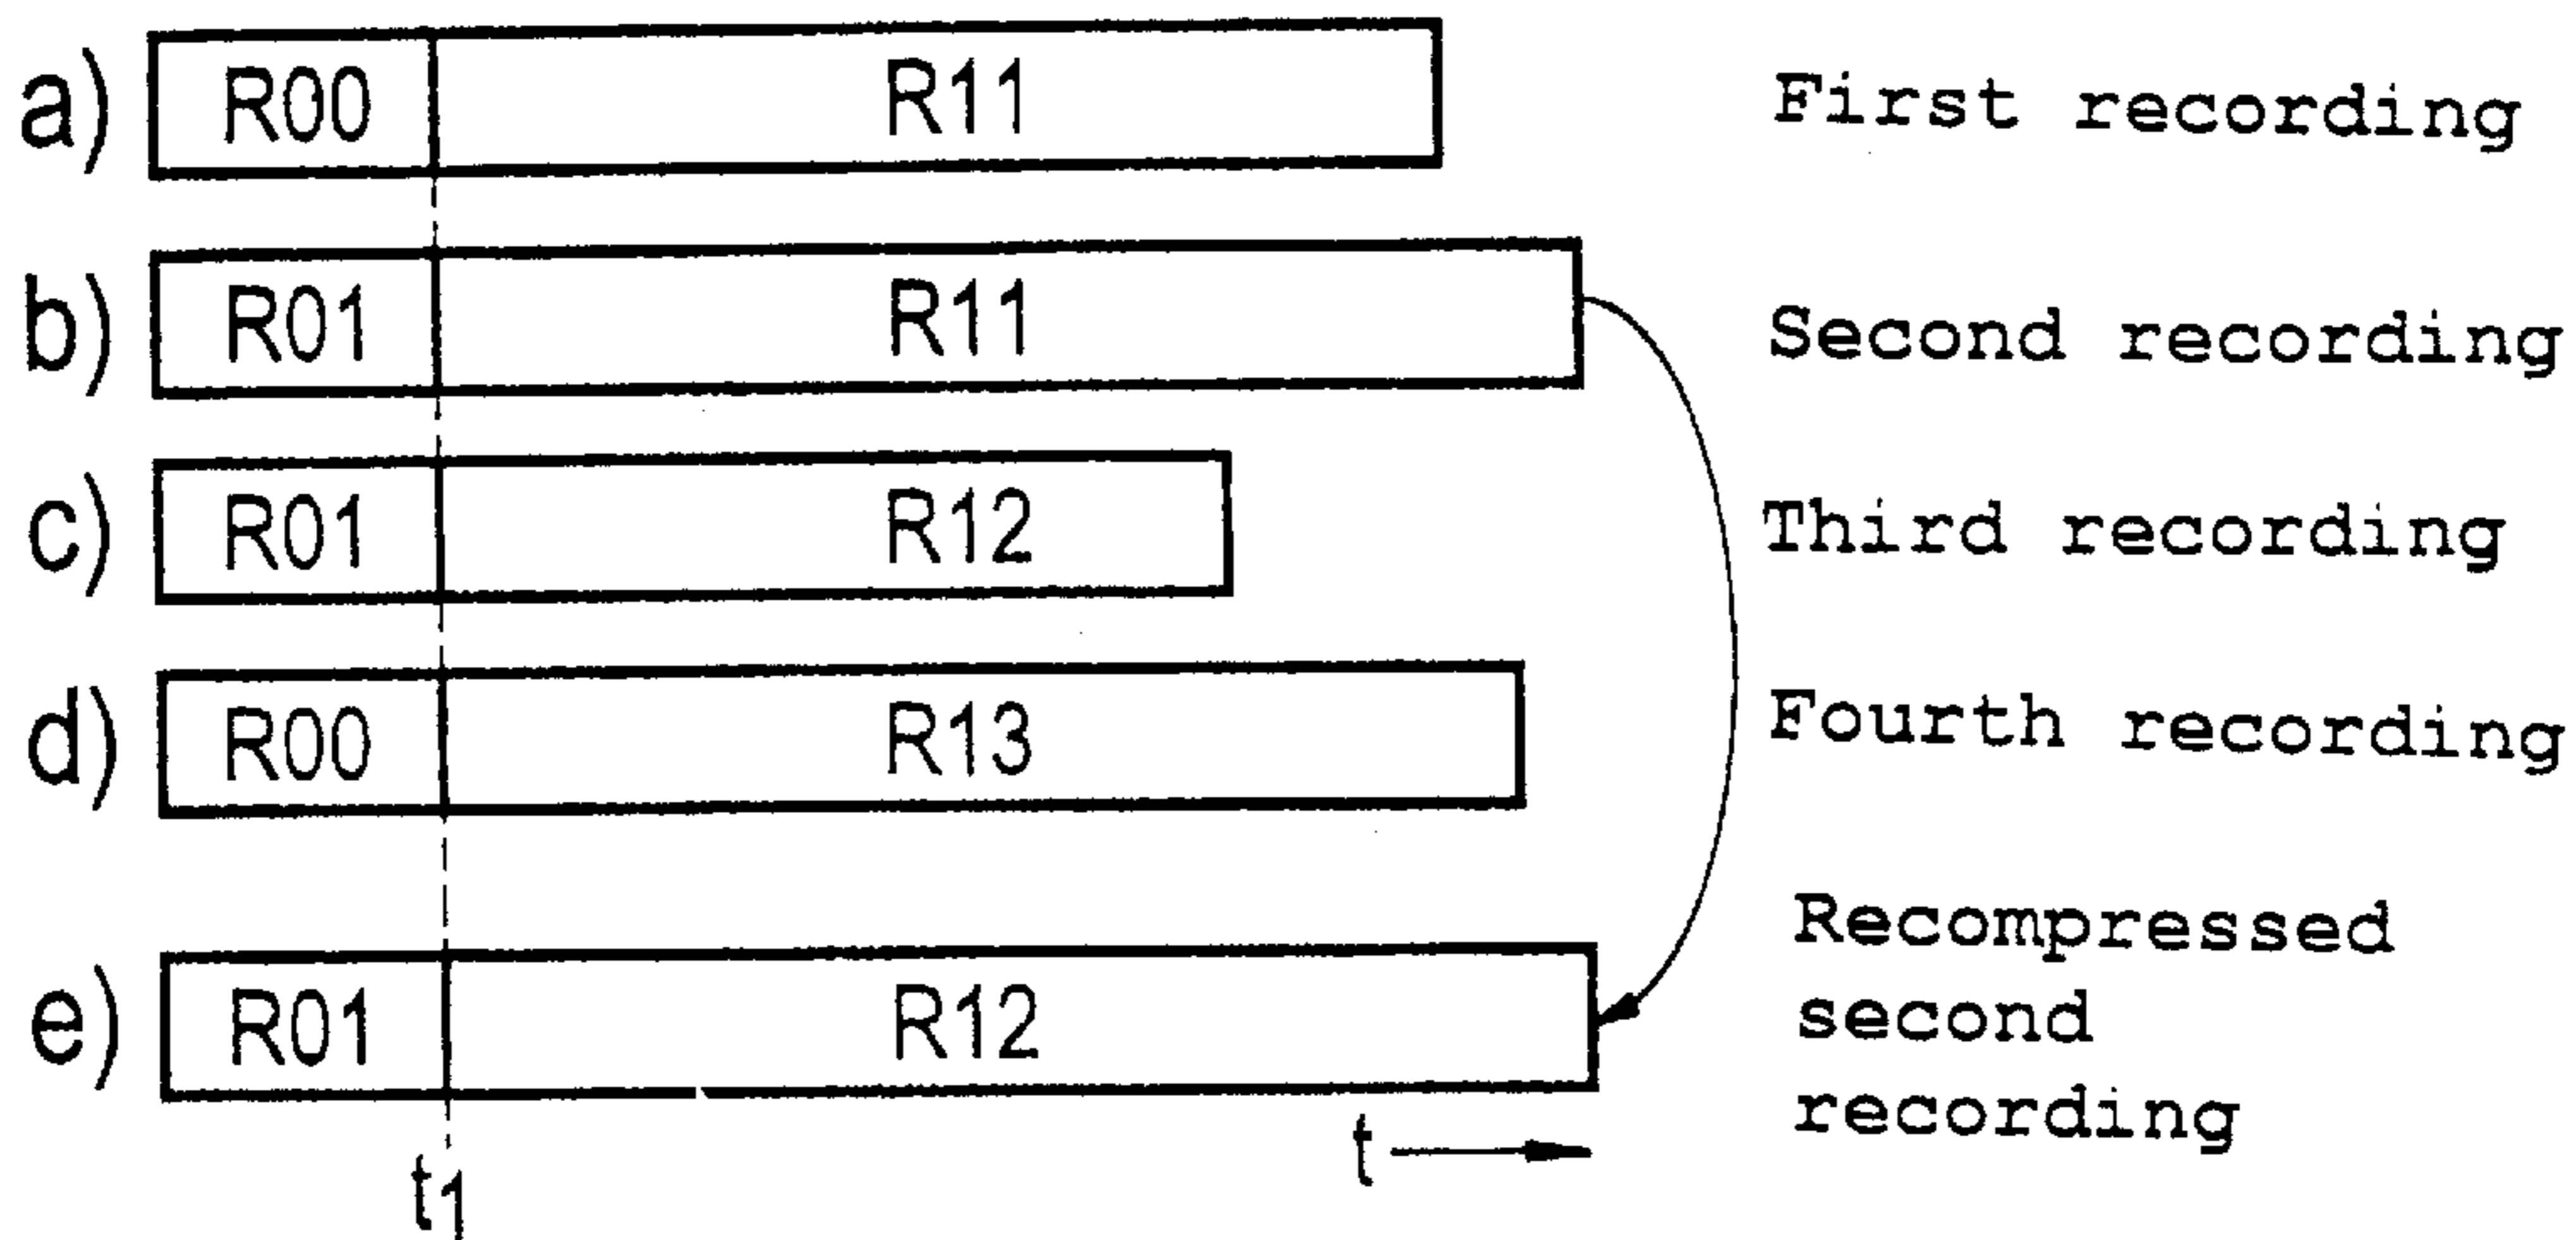 a) R00 R11 First recording
b) R01 R11 Second recording
c) R01 R12 Third recording
d) R00 R13 Fourth recording
e) R01 R12 Recompressed
second
recording
t
t1